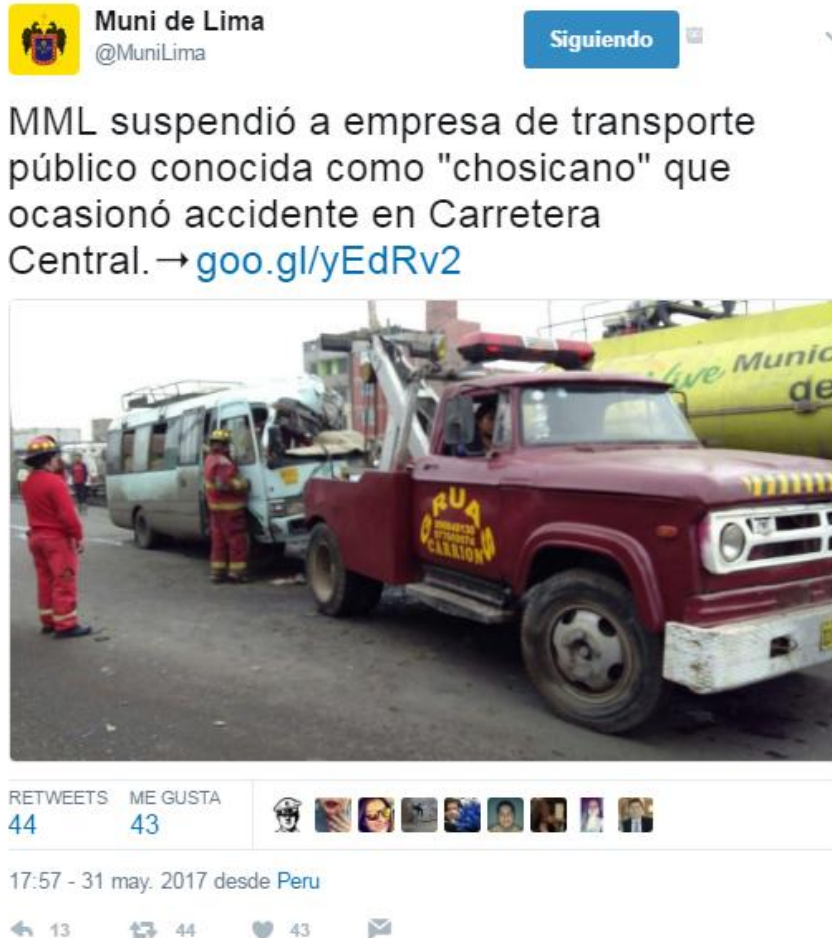 Muni de Lima
@MuniLima
Siguiendo
MML suspendió a empresa de transporte
público conocida como "chosicano" que
ocasionó accidente en Carretera
Central.→goo.gl/yEdRv2
Vive Munic
de
GRUAS
CARRION
RETWEETS ME GUSTA
44 43
17:57 - 31 may. 2017 desde Peru
13 44 43